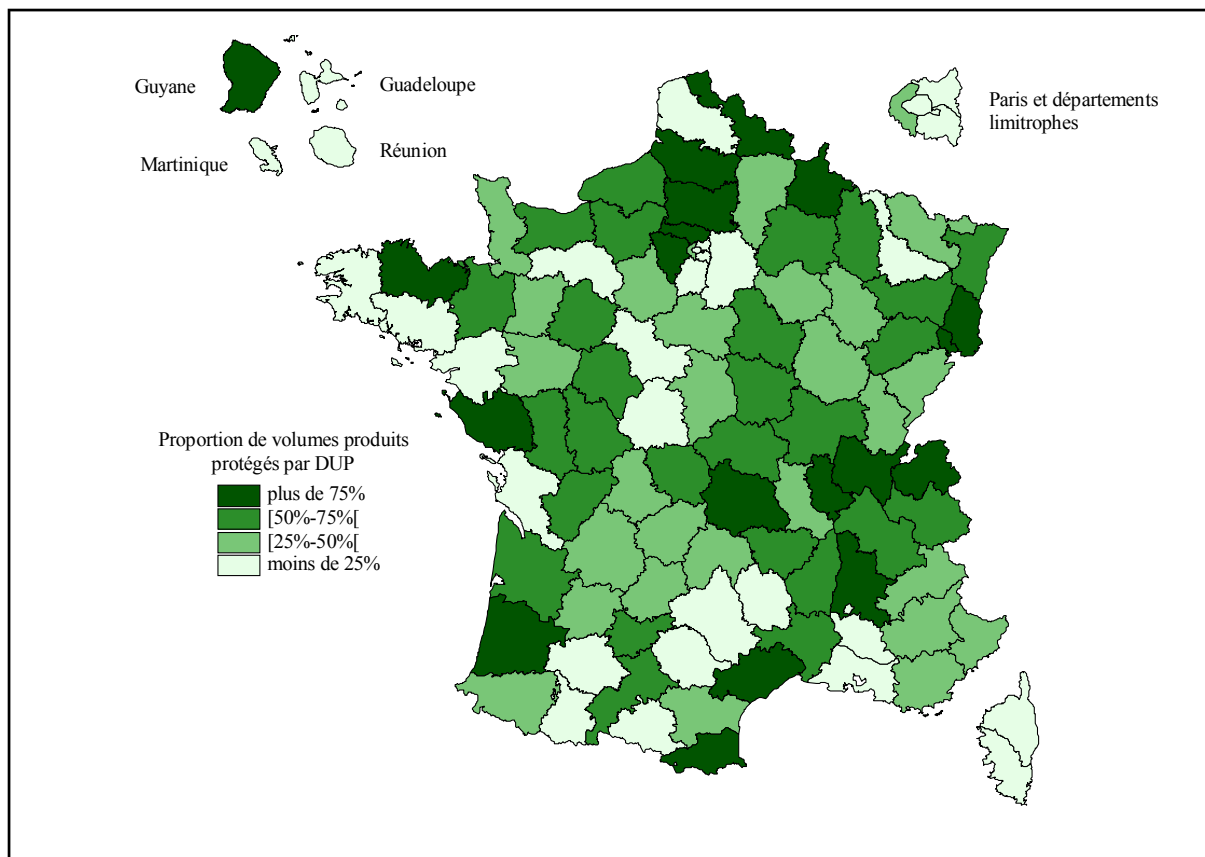 Guyane
Guadeloupe
Martinique
Réunion
Paris et départements
limitrophes
Proportion de volumes produits
protégés par DUP
plus de 75%
[50%-75%[
[25%-50%[
moins de 25%